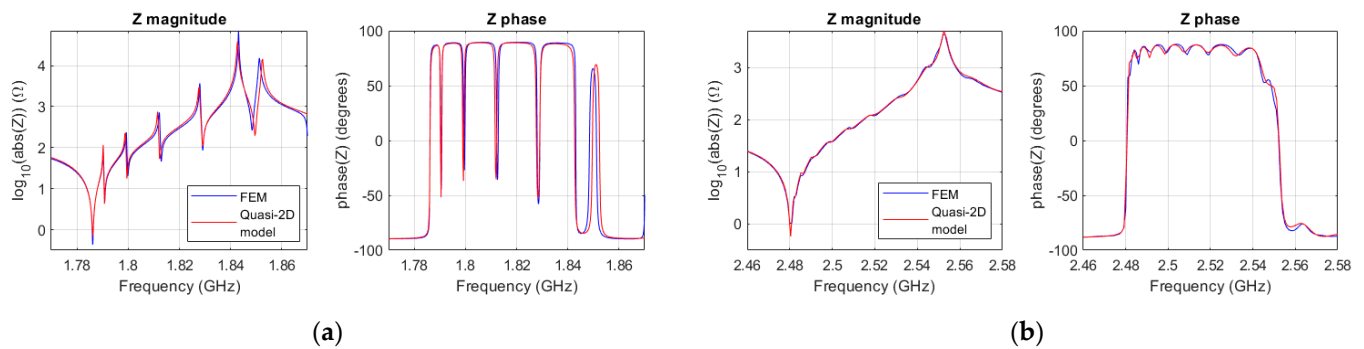 Z magnitude
log10(abs(Z)) (Ω)
4
3
2
1
0
1.78 1.8 1.82 1.84 1.86
Frequency (GHz)
FEM
Quasi-2D
model
Z phase
phase(Z) (degrees)
100
50
0
-50
-100
1.78 1.8 1.82 1.84 1.86
Frequency (GHz)
(a)
Z magnitude
log10(abs(Z)) (Ω)
3
2
1
0
2.46 2.48 2.5 2.52 2.54 2.56 2.58
Frequency (GHz)
FEM
Quasi-2D
model
Z phase
phase(Z) (degrees)
100
50
0
-50
-100
2.46 2.48 2.5 2.52 2.54 2.56 2.58
Frequency (GHz)
(b)